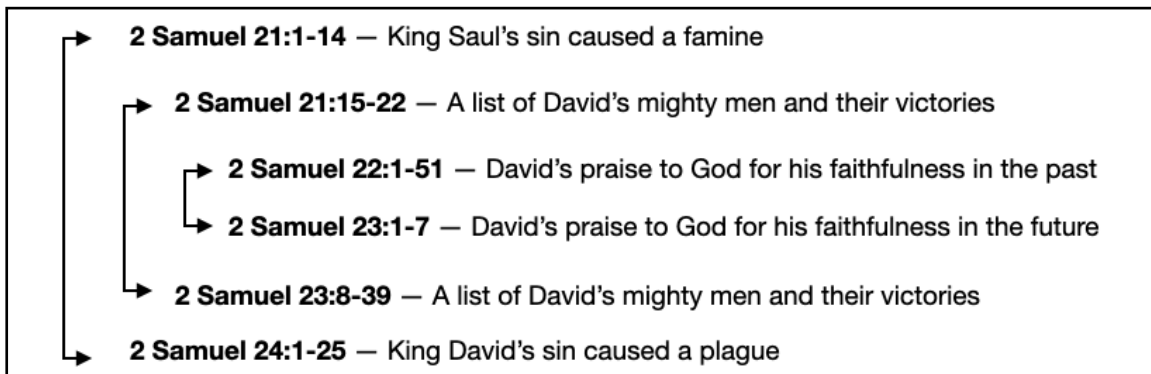 2 Samuel 21:1-14 — King Saul’s sin caused a famine
2 Samuel 21:15-22 — A list of David’s mighty men and their victories
2 Samuel 22:1-51 — David’s praise to God for his faithfulness in the past
2 Samuel 23:1-7 — David’s praise to God for his faithfulness in the future
2 Samuel 23:8-39 — A list of David’s mighty men and their victories
2 Samuel 24:1-25 — King David’s sin caused a plague